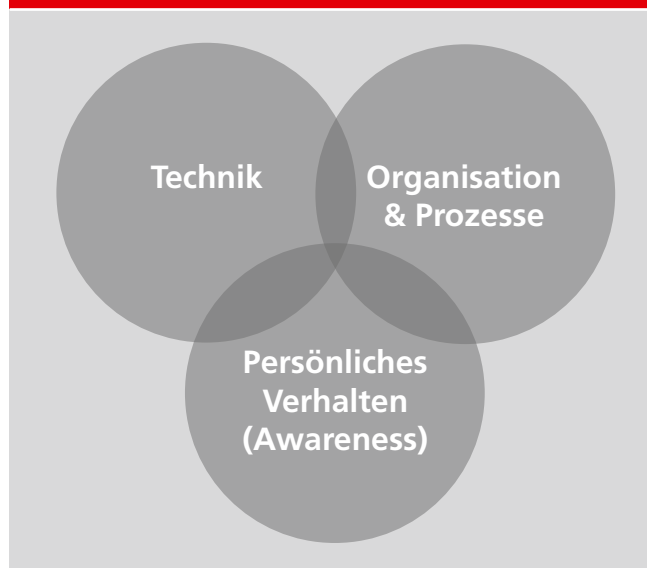 Technik
Organisation
& Prozesse
Persönliches
Verhalten
(Awareness)